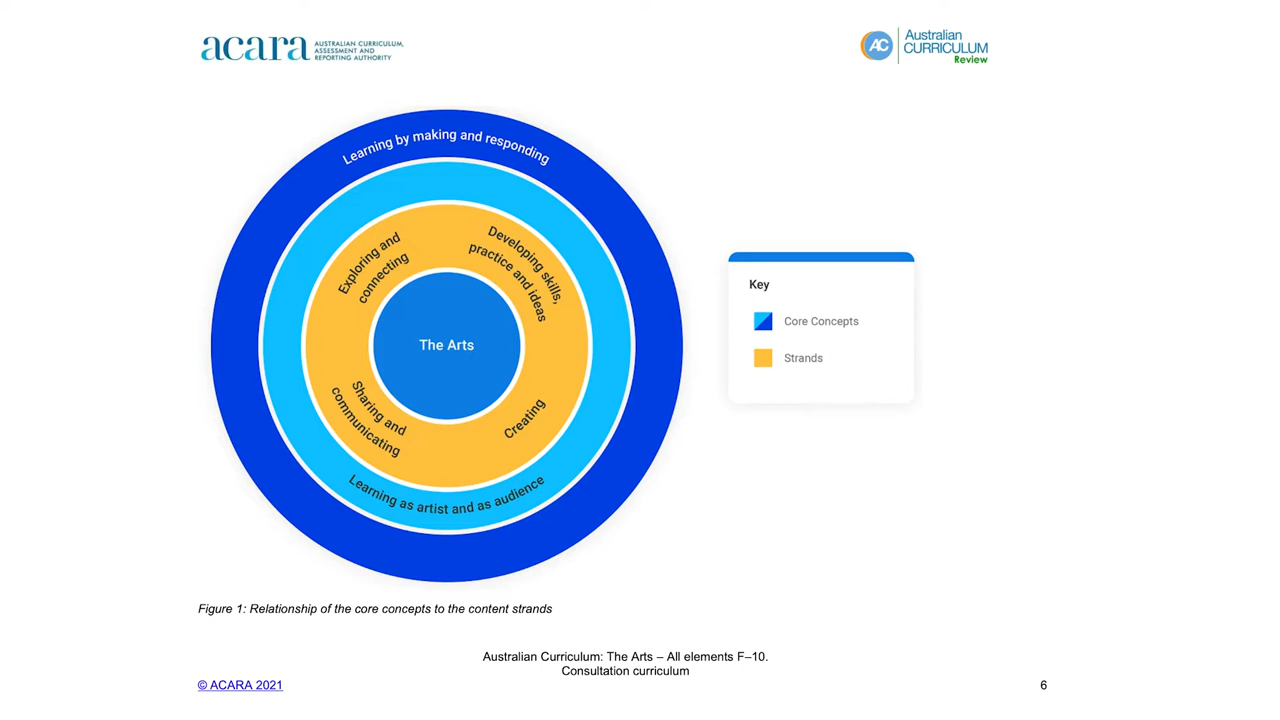 acara AUSTRALIAN CURRICULUM,
ASSESSMENT AND
REPORTING AUTHORITY
AC Australian
CURRICULUM
Review
Learning by making and responding
Exploring and
connecting
Developing skills,
practice and ideas
The Arts
Sharing and
communicating
Creating
Learning as artist and as audience
Key
Core Concepts
Strands
Figure 1: Relationship of the core concepts to the content strands
Australian Curriculum: The Arts – All elements F–10.
Consultation curriculum
© ACARA 2021
6